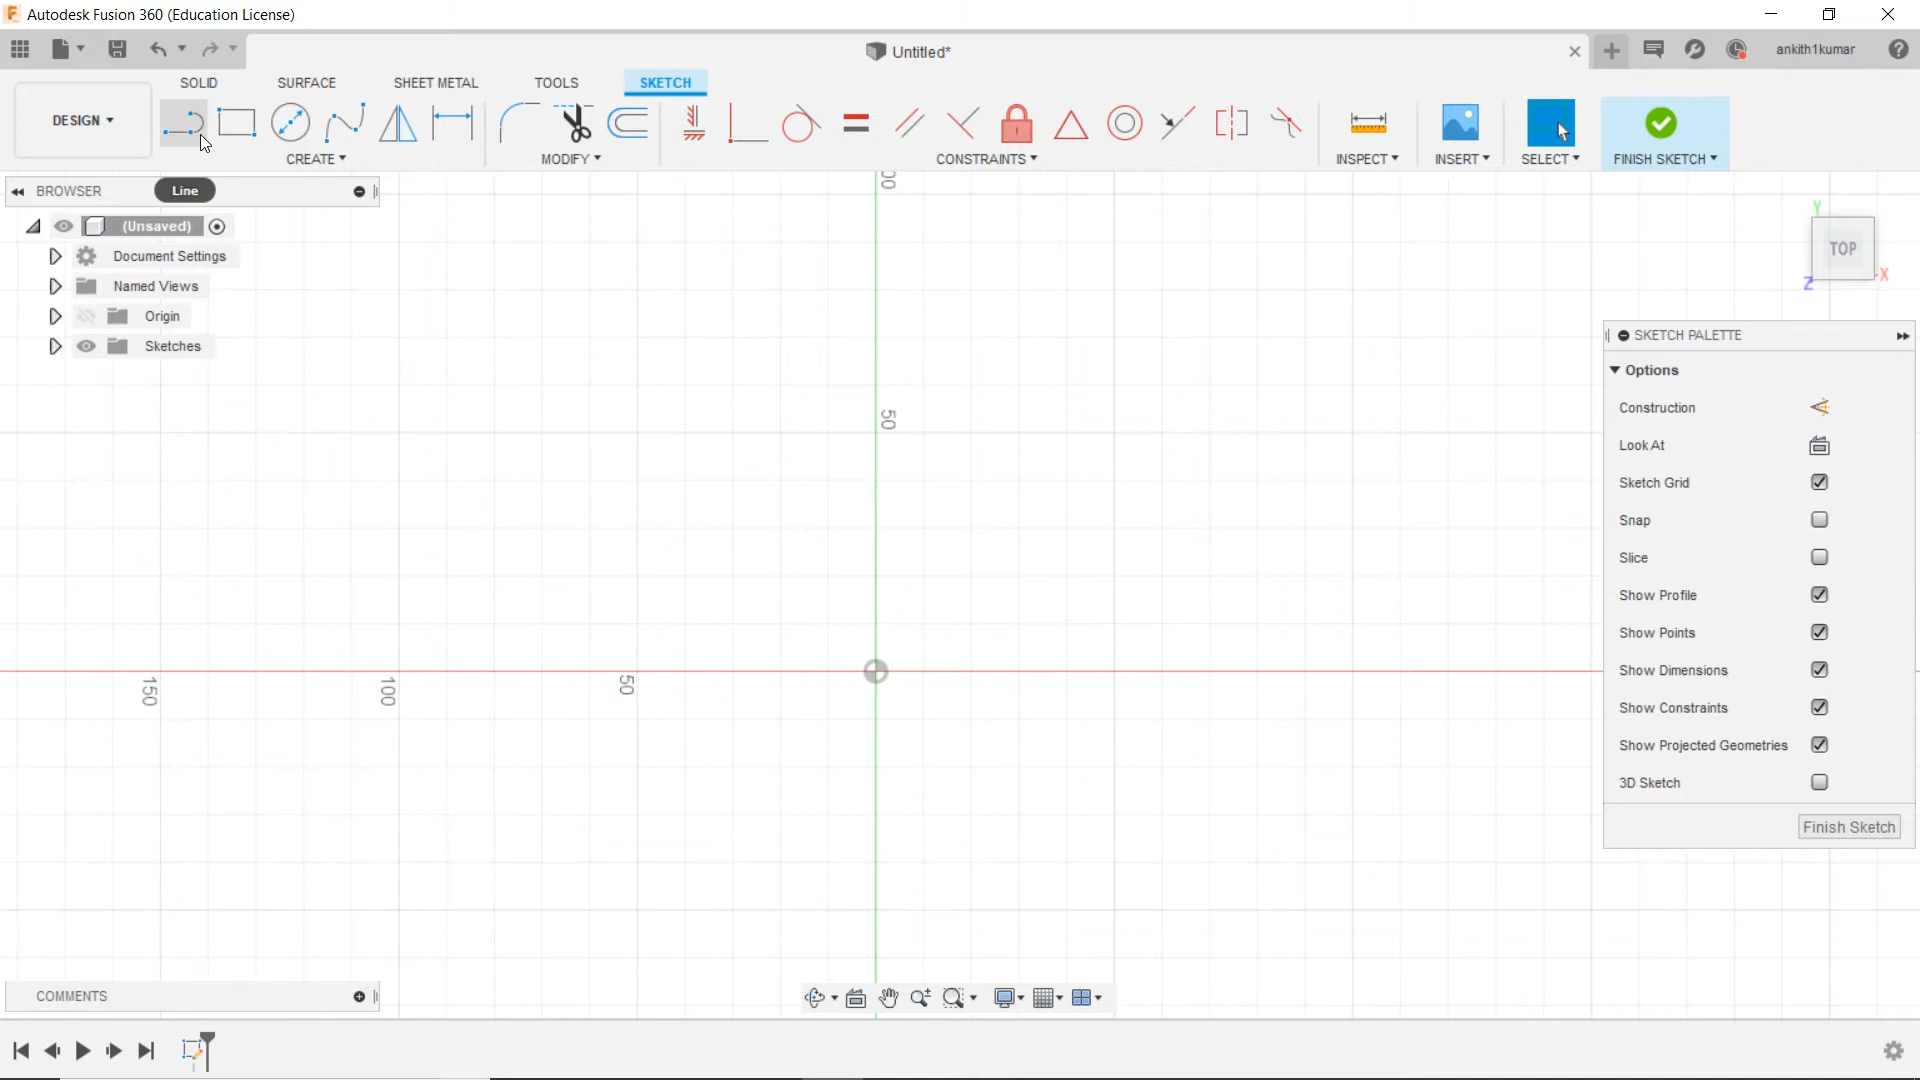 Autodesk Fusion 360 (Education License)
Untitled*
ankith1kumar
SOLID SURFACE SHEET METAL TOOLS SKETCH
DESIGN
CREATE MODIFY CONSTRAINTS INSPECT INSERT SELECT FINISH SKETCH
BROWSER
Line
(Unsaved)
Document Settings
Named Views
Origin
Sketches
00
50
150 100 50
Y
TOP
X
Z
SKETCH PALETTE
Options
Construction
Look At
Sketch Grid
Snap
Slice
Show Profile
Show Points
Show Dimensions
Show Constraints
Show Projected Geometries
3D Sketch
Finish Sketch
COMMENTS